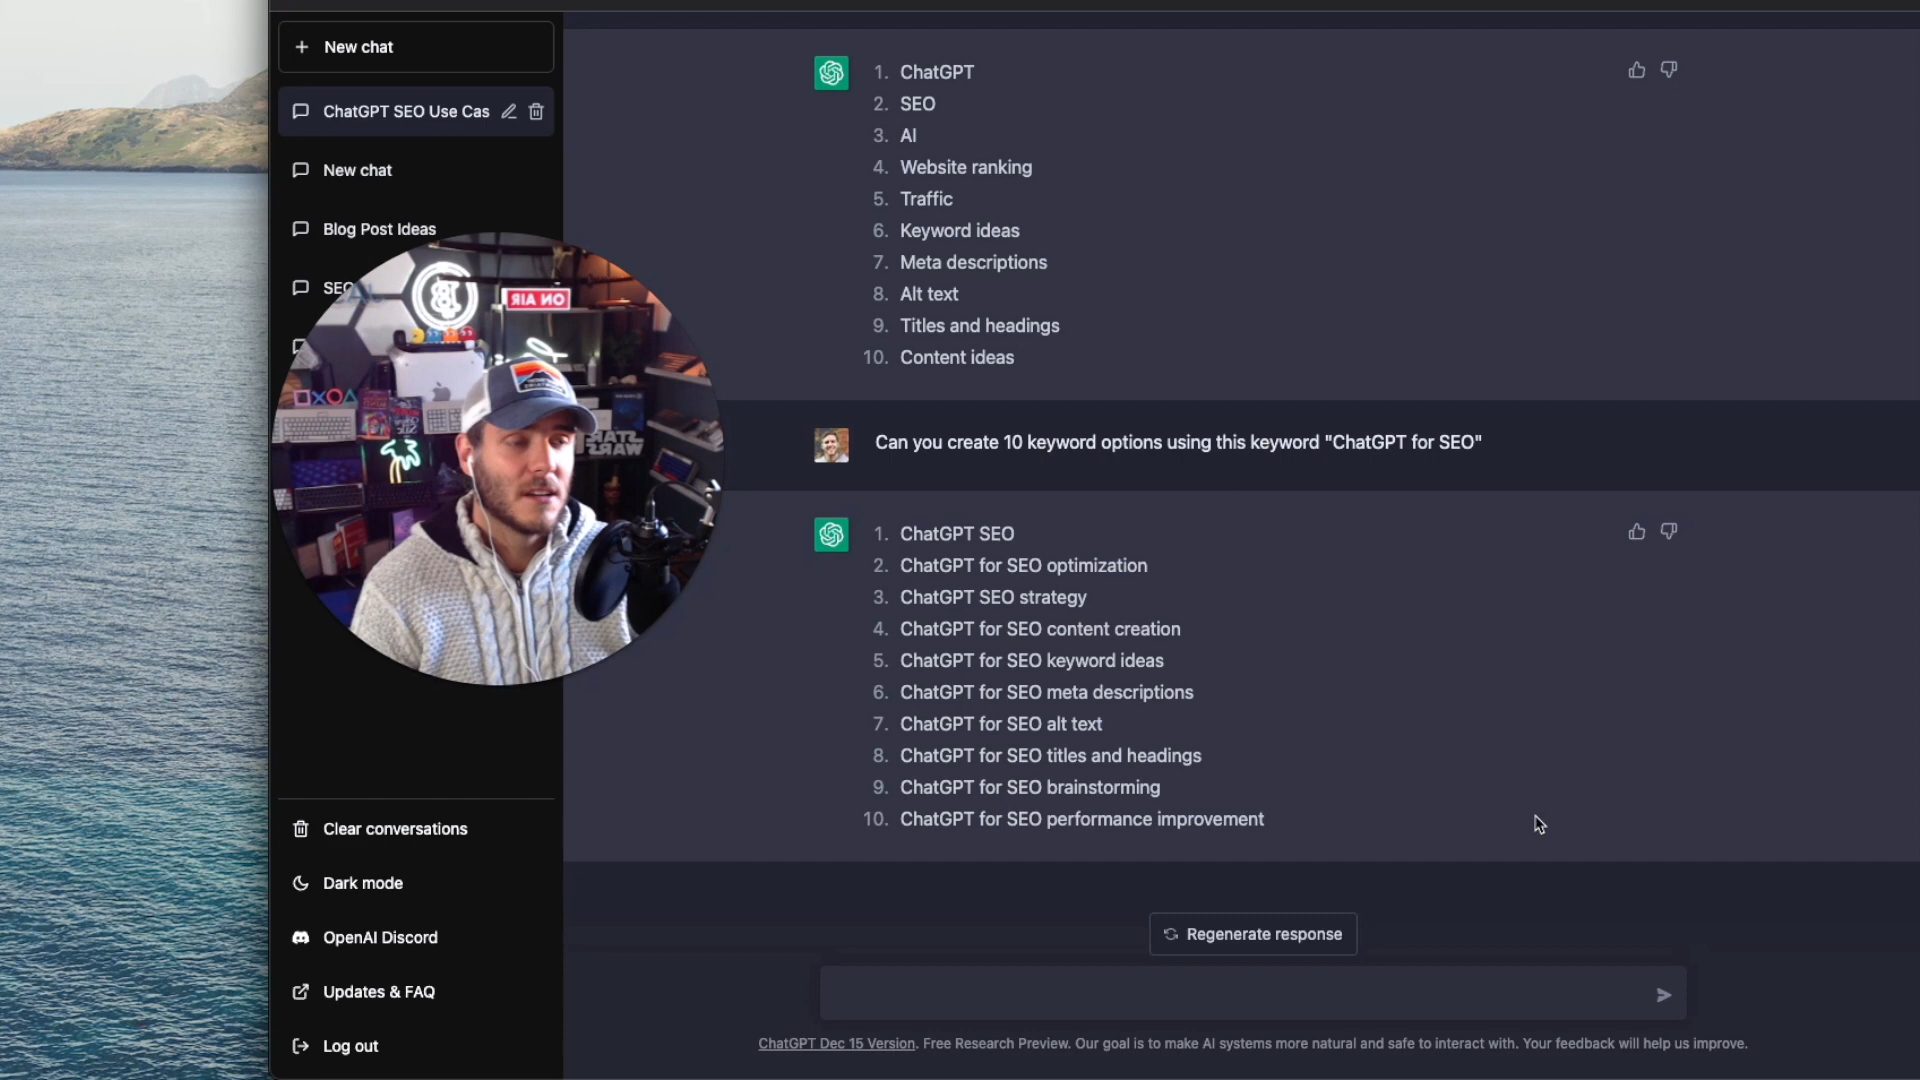 New chat
ChatGPT SEO Use Cas
New chat
Blog Post Ideas
SEO
Clear conversations
Dark mode
OpenAI Discord
Updates & FAQ
Log out
1. ChatGPT
2. SEO
3. AI
4. Website ranking
5. Traffic
6. Keyword ideas
7. Meta descriptions
8. Alt text
9. Titles and headings
10. Content ideas
Can you create 10 keyword options using this keyword "ChatGPT for SEO"
1. ChatGPT SEO
2. ChatGPT for SEO optimization
3. ChatGPT SEO strategy
4. ChatGPT for SEO content creation
5. ChatGPT for SEO keyword ideas
6. ChatGPT for SEO meta descriptions
7. ChatGPT for SEO alt text
8. ChatGPT for SEO titles and headings
9. ChatGPT for SEO brainstorming
10. ChatGPT for SEO performance improvement
Regenerate response
ChatGPT Dec 15 Version. Free Research Preview. Our goal is to make AI systems more natural and safe to interact with. Your feedback will help us improve.
ON AIR
STAR
WARS